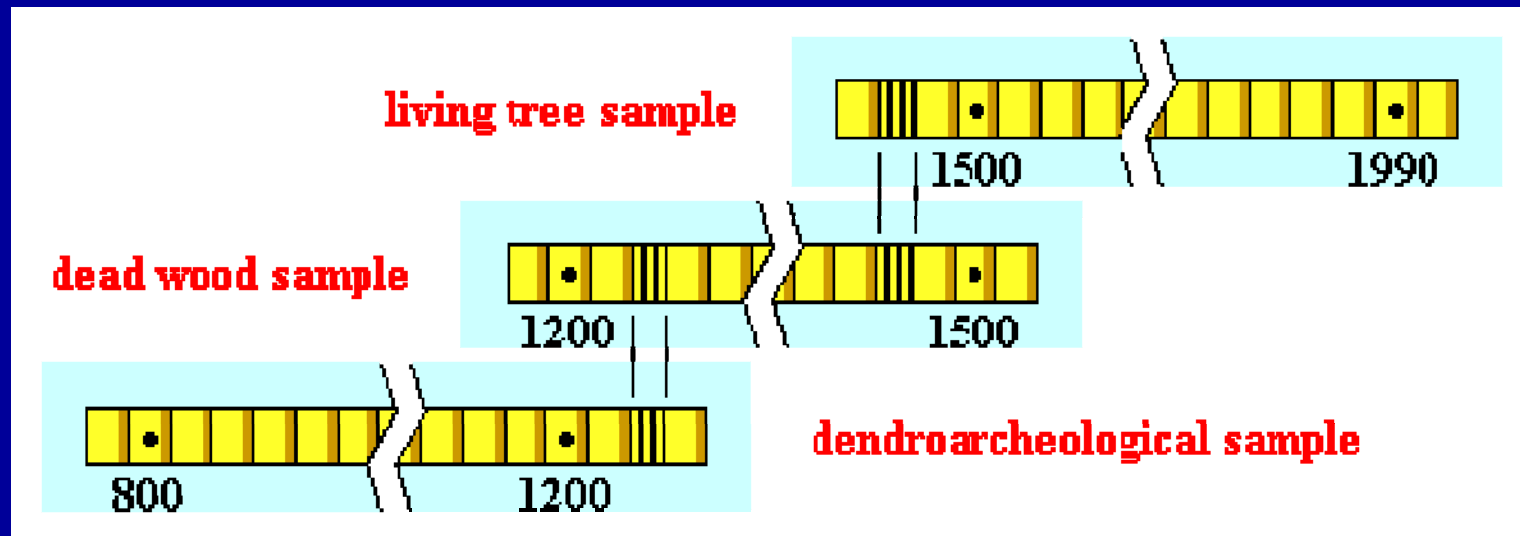 living tree sample
1500 1990
dead wood sample
1200 1500
dendroarcheological sample
800 1200